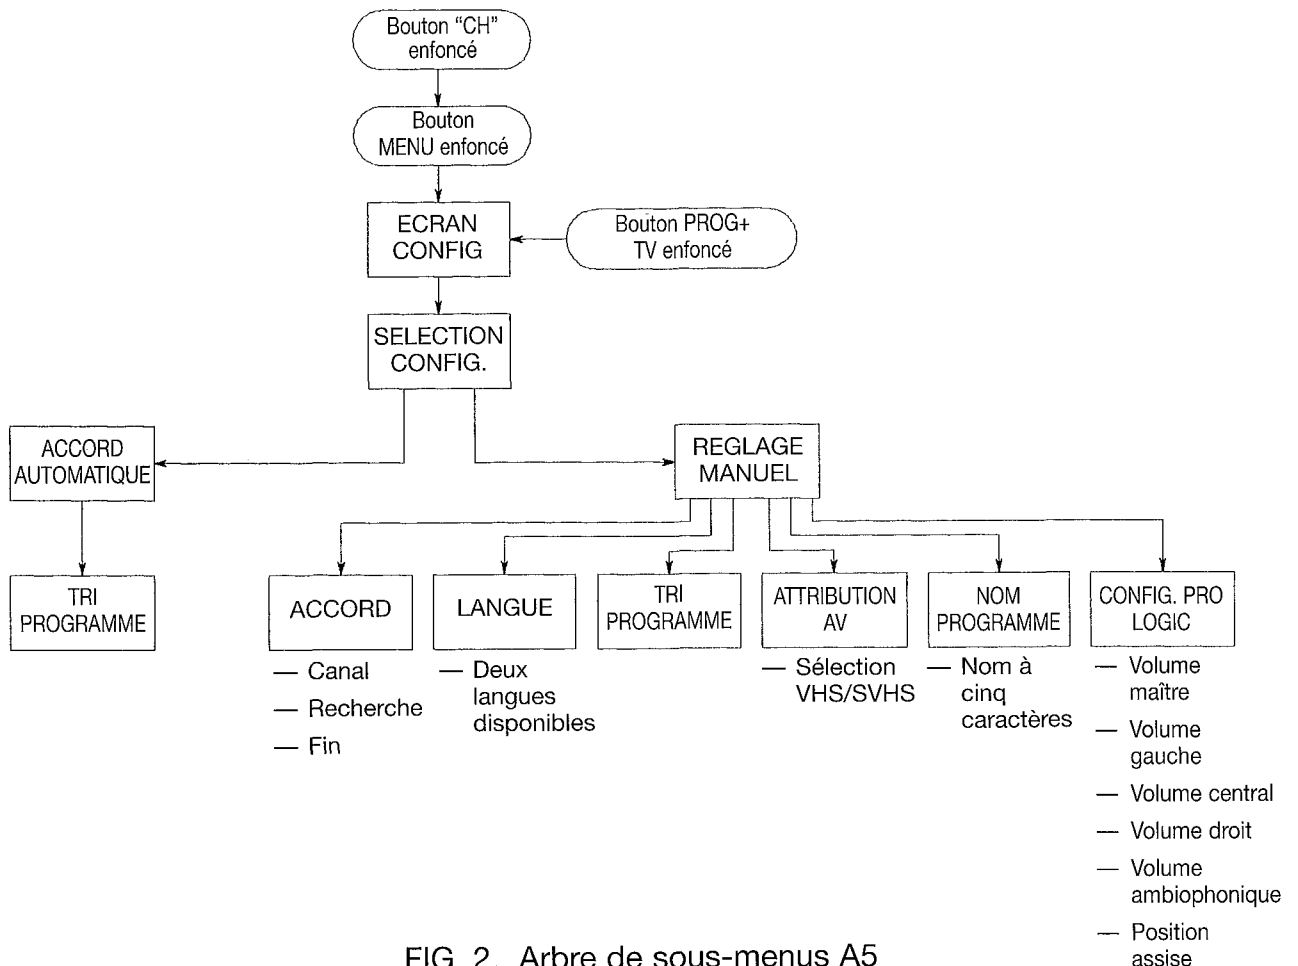 Bouton “CH”
enfoncé
Bouton
MENU enfoncé
ECRAN
CONFIG
Bouton PROG+
TV enfoncé
SELECTION
CONFIG.
ACCORD
AUTOMATIQUE
REGLAGE
MANUEL
TRI
PROGRAMME
ACCORD
— Canal
— Recherche
— Fin
LANGUE
— Deux
langues
disponibles
TRI
PROGRAMME
ATTRIBUTION
AV
— Sélection
VHS/SVHS
NOM
PROGRAMME
— Nom à
cinq
caractères
CONFIG. PRO
LOGIC
— Volume
maître
— Volume
gauche
— Volume central
— Volume droit
— Volume
ambiophonique
— Position
assise
FIG. 2. Arbre de sous-menus A5